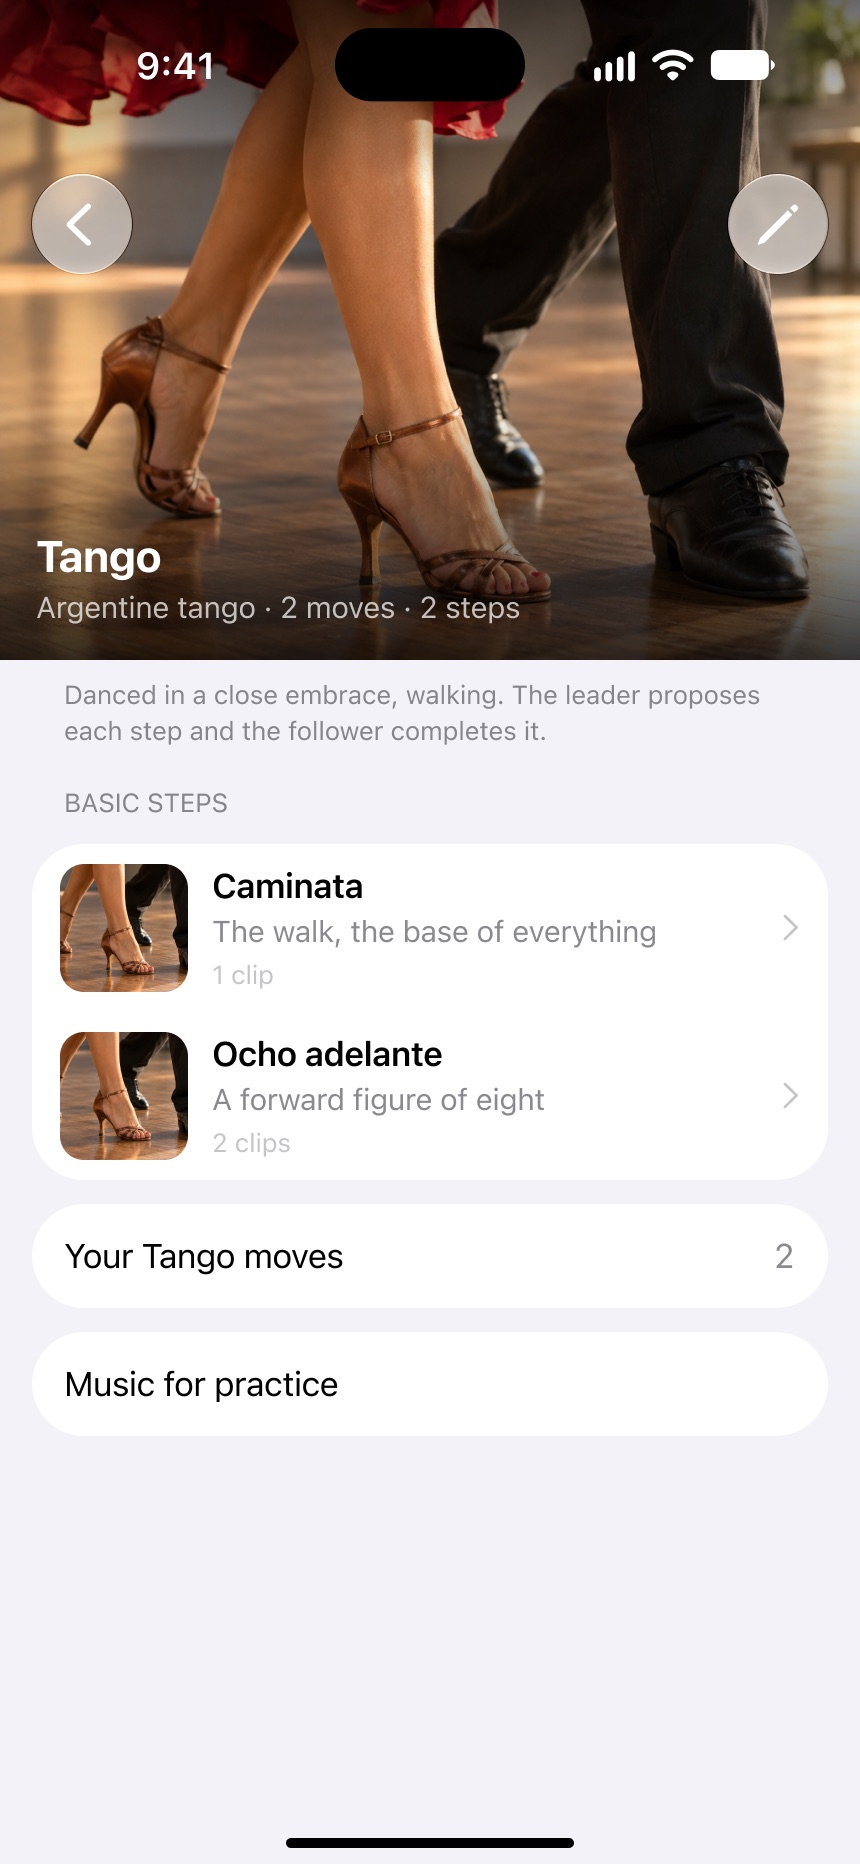 9:41
Tango
Argentine tango · 2 moves · 2 steps
Danced in a close embrace, walking. The leader proposes
each step and the follower completes it.
BASIC STEPS
Caminata
The walk, the base of everything
1 clip
Ocho adelante
A forward figure of eight
2 clips
Your Tango moves 2
Music for practice